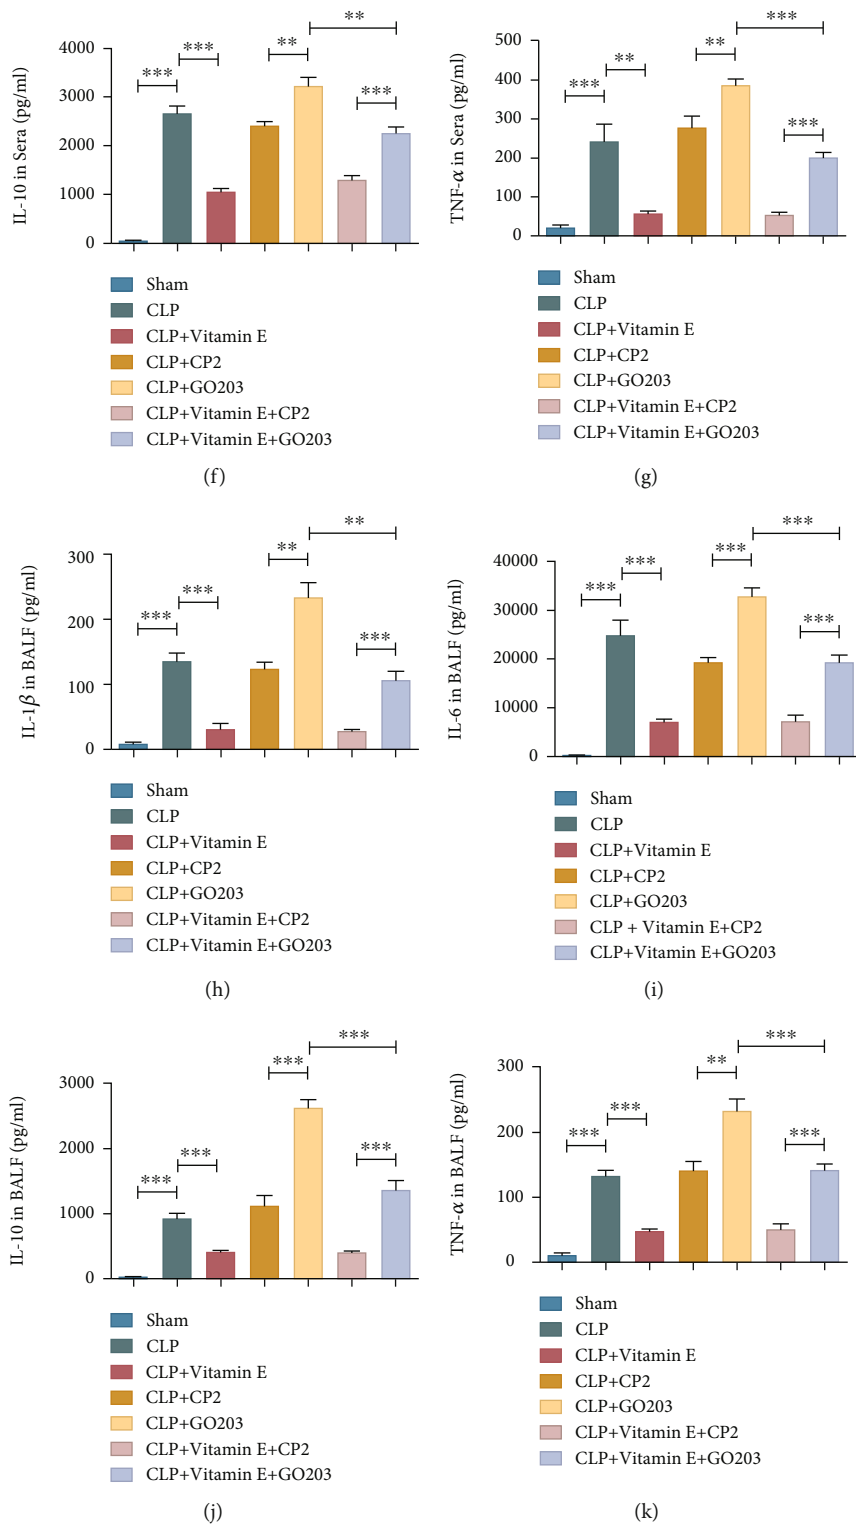 **
***
***
**
***
4000
3000
2000
1000
0
IL-10 in Sera (pg/ml)
Sham
CLP
CLP+Vitamin E
CLP+CP2
CLP+GO203
CLP+Vitamin E+CP2
CLP+Vitamin E+GO203
(f)
***
**
**
***
***
500
400
300
200
100
0
TNF-α in Sera (pg/ml)
Sham
CLP
CLP+Vitamin E
CLP+CP2
CLP+GO203
CLP+Vitamin E+CP2
CLP+Vitamin E+GO203
(g)
**
**
***
***
***
300
200
100
0
IL-1β in BALF (pg/ml)
Sham
CLP
CLP+Vitamin E
CLP+CP2
CLP+GO203
CLP+Vitamin E+CP2
CLP+Vitamin E+GO203
(h)
***
***
***
***
***
40000
30000
20000
10000
0
IL-6 in BALF (pg/ml)
Sham
CLP
CLP+Vitamin E
CLP+CP2
CLP+GO203
CLP + Vitamin E+CP2
CLP+Vitamin E+GO203
(i)
***
***
***
***
***
3000
2000
1000
0
IL-10 in BALF (pg/ml)
Sham
CLP
CLP+Vitamin E
CLP+CP2
CLP+GO203
CLP+Vitamin E+CP2
CLP+Vitamin E+GO203
(j)
***
**
***
***
***
300
200
100
0
TNF-α in BALF (pg/ml)
Sham
CLP
CLP+Vitamin E
CLP+CP2
CLP+GO203
CLP+Vitamin E+CP2
CLP+Vitamin E+GO203
(k)